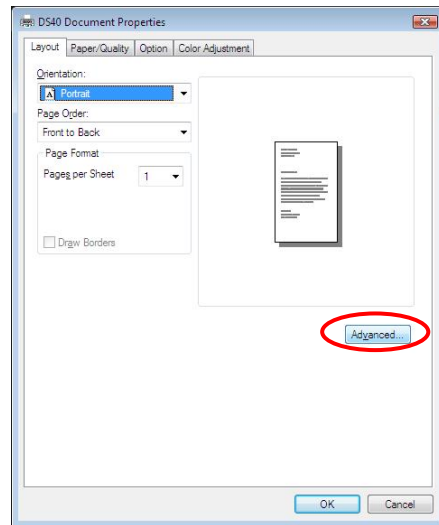 DS40 Document Properties
Layout Paper/Quality Option Color Adjustment
Orientation:
A Portrait
Page Order:
Front to Back
Page Format
Pages per Sheet 1
Draw Borders
Advanced...
OK Cancel